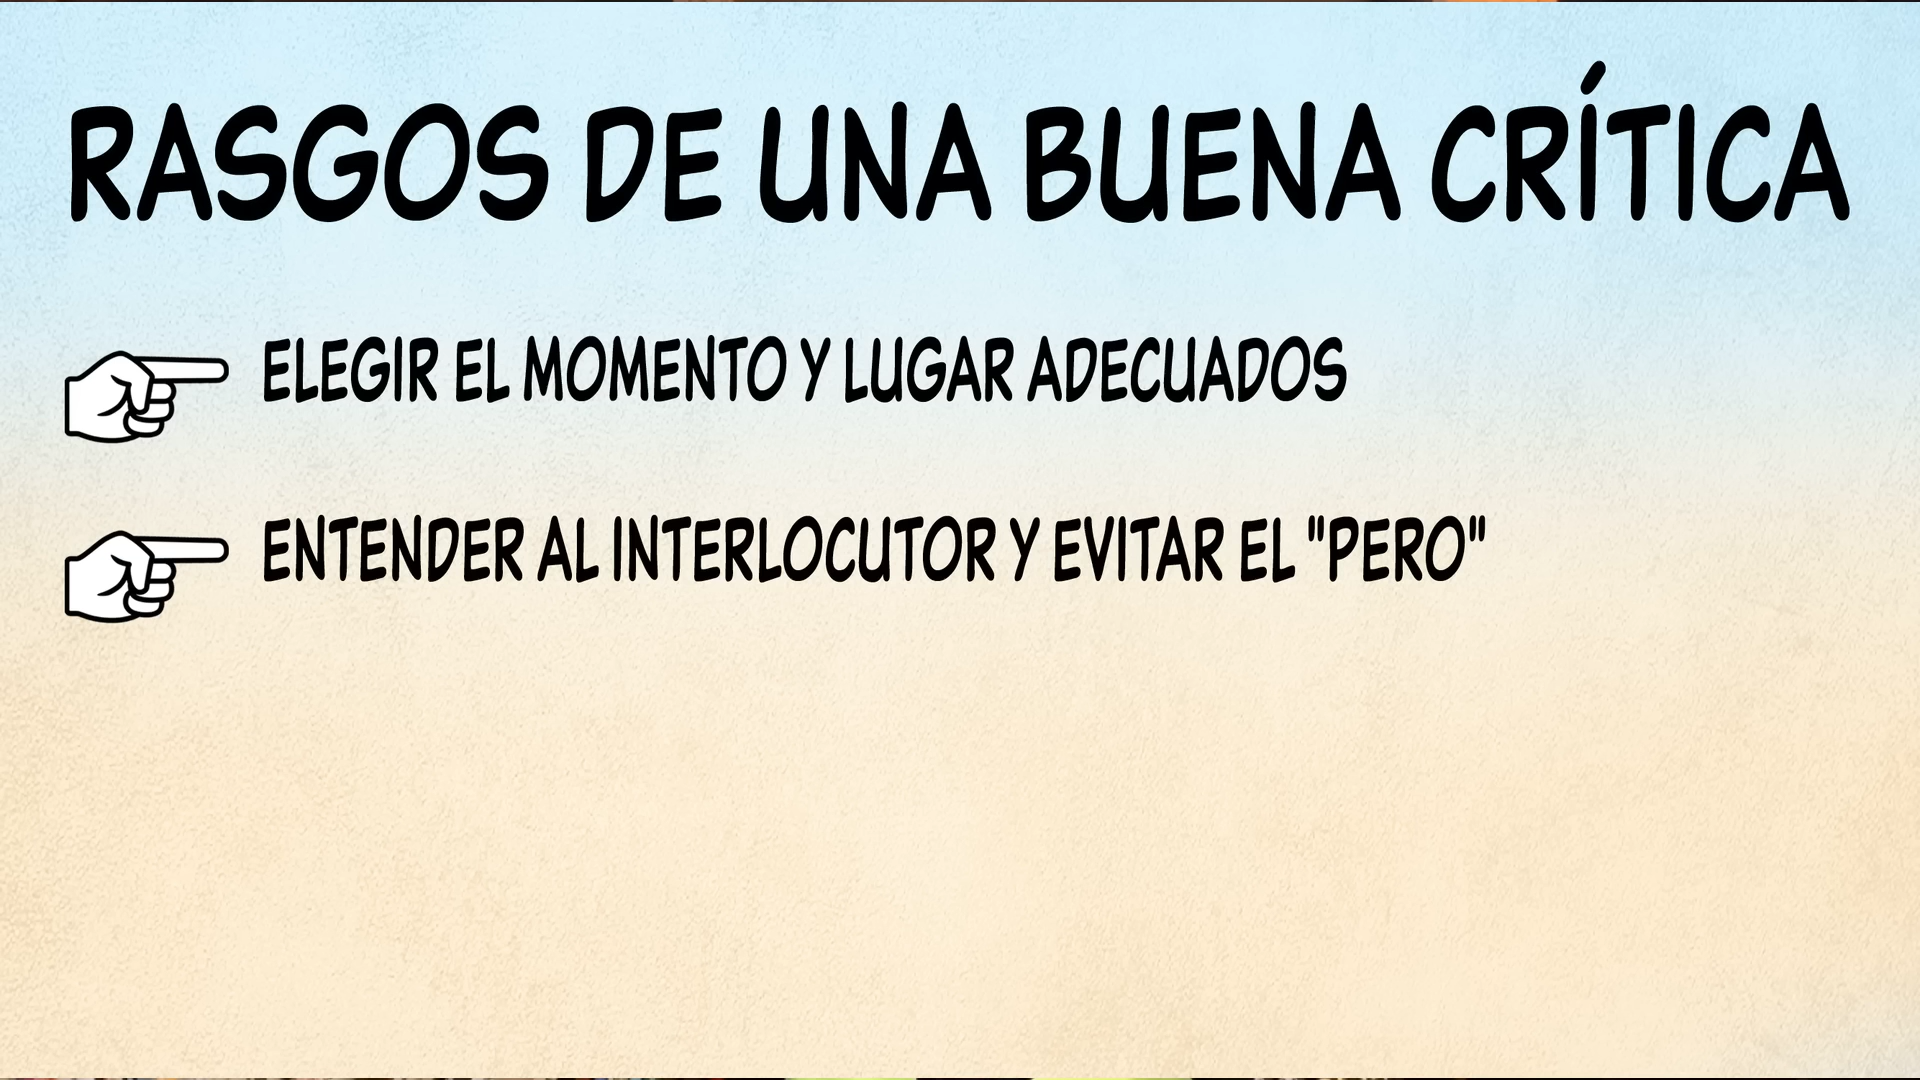 RASGOS DE UNA BUENA CRÍTICA
ELEGIR EL MOMENTO Y LUGAR ADECUADOS
ENTENDER AL INTERLOCUTOR Y EVITAR EL "PERO"